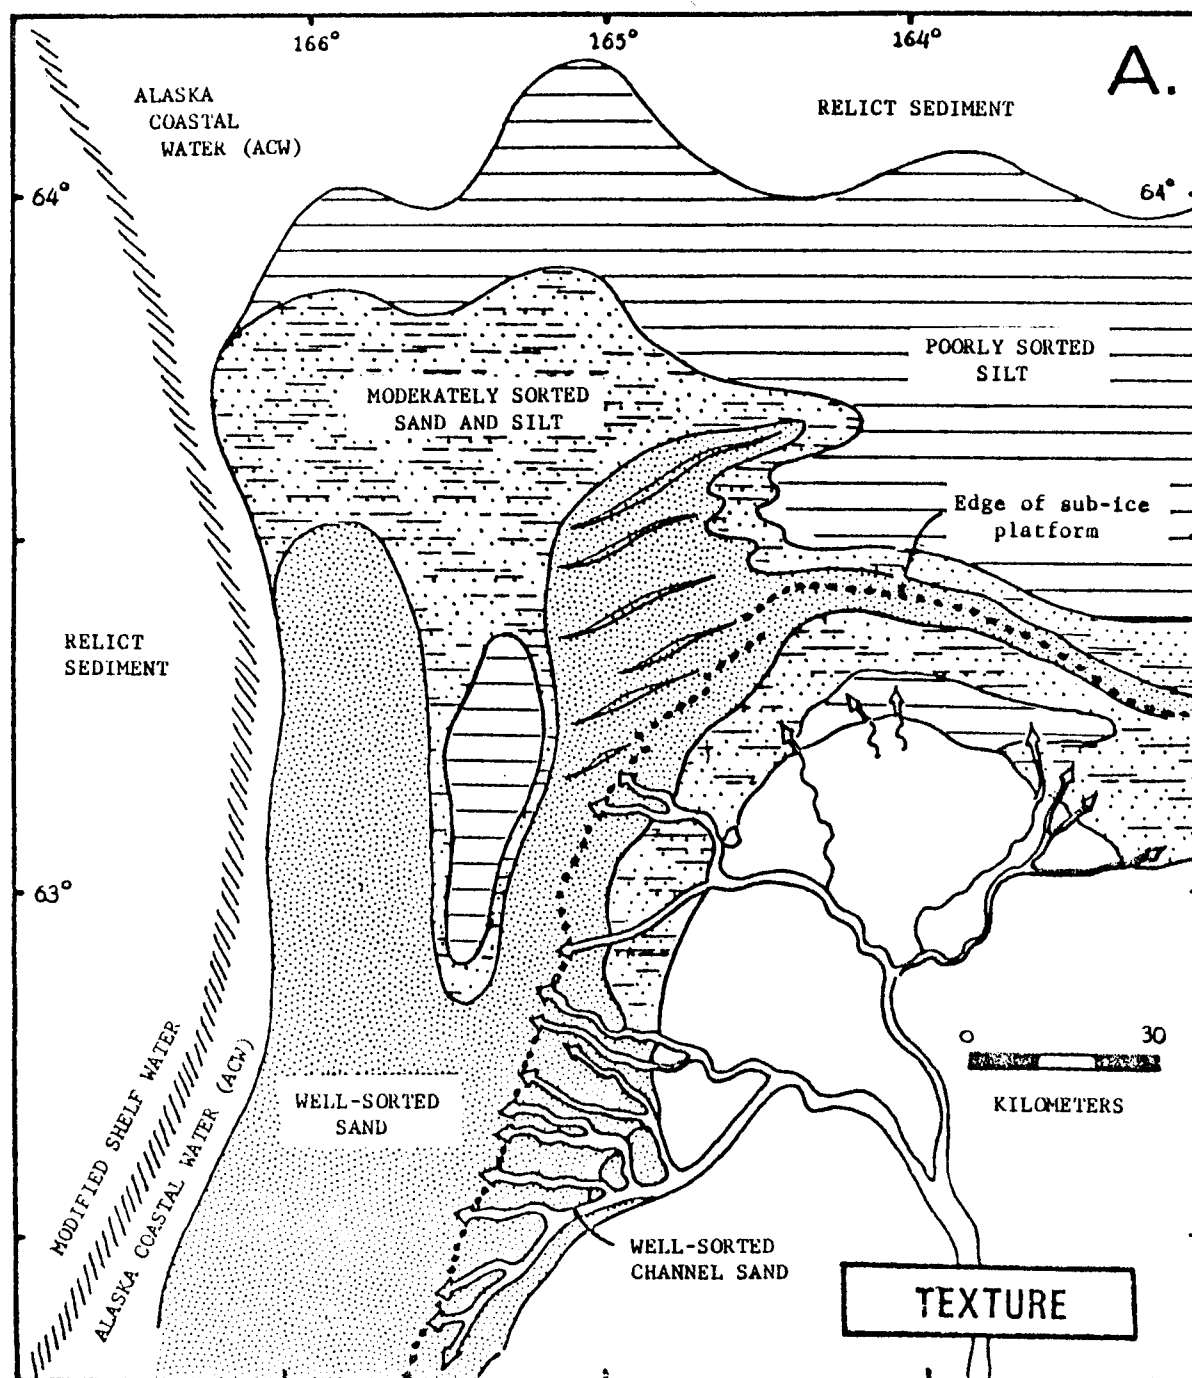 166°
165°
164°
A.
ALASKA
COASTAL
WATER (ACW)
RELICT SEDIMENT
64°
64°
POORLY SORTED
SILT
MODERATELY SORTED
SAND AND SILT
Edge of sub-ice
platform
RELICT
SEDIMENT
63°
MODIFIED SHELF WATER
ALASKA COASTAL WATER (ACW)
WELL-SORTED
SAND
0 30
KILOMETERS
WELL-SORTED
CHANNEL SAND
TEXTURE